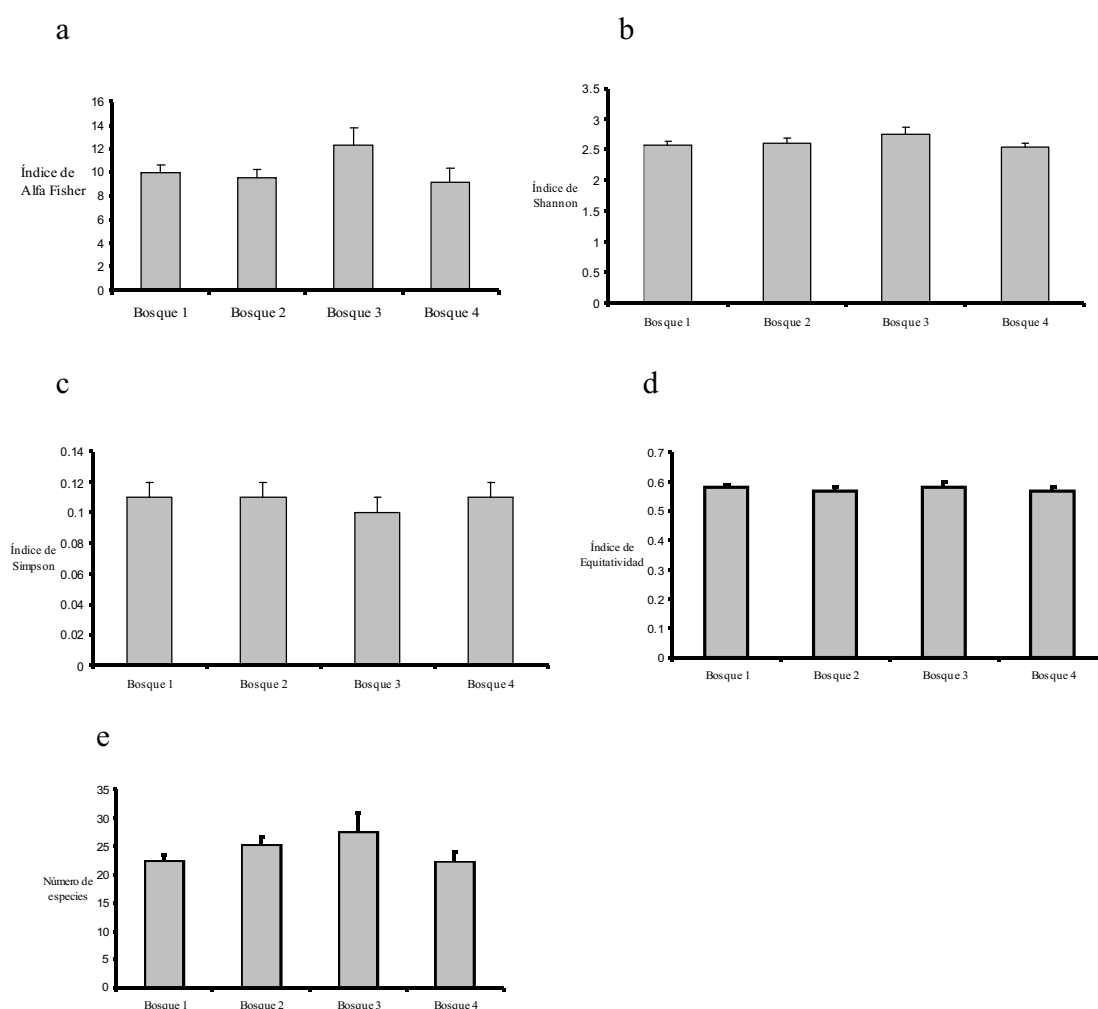 a
16
14
12
10
8
6
4
2
0
Índice de
Alfa Fisher
Bosque 1 Bosque 2 Bosque 3 Bosque 4
b
3.5
3
2.5
2
1.5
1
0.5
0
Índice de
Shannon
Bosque 1 Bosque 2 Bosque 3 Bosque 4
c
0.14
0.12
0.1
0.08
0.06
0.04
0.02
0
Índice de
Simpson
Bosque 1 Bosque 2 Bosque 3 Bosque 4
d
0.7
0.6
0.5
0.4
0.3
0.2
0.1
0
Índice de
Equitatividad
Bosque 1 Bosque 2 Bosque 3 Bosque 4
e
35
30
25
20
15
10
5
0
Número de
especies
Bosque 1 Bosque 2 Bosque 3 Bosque 4